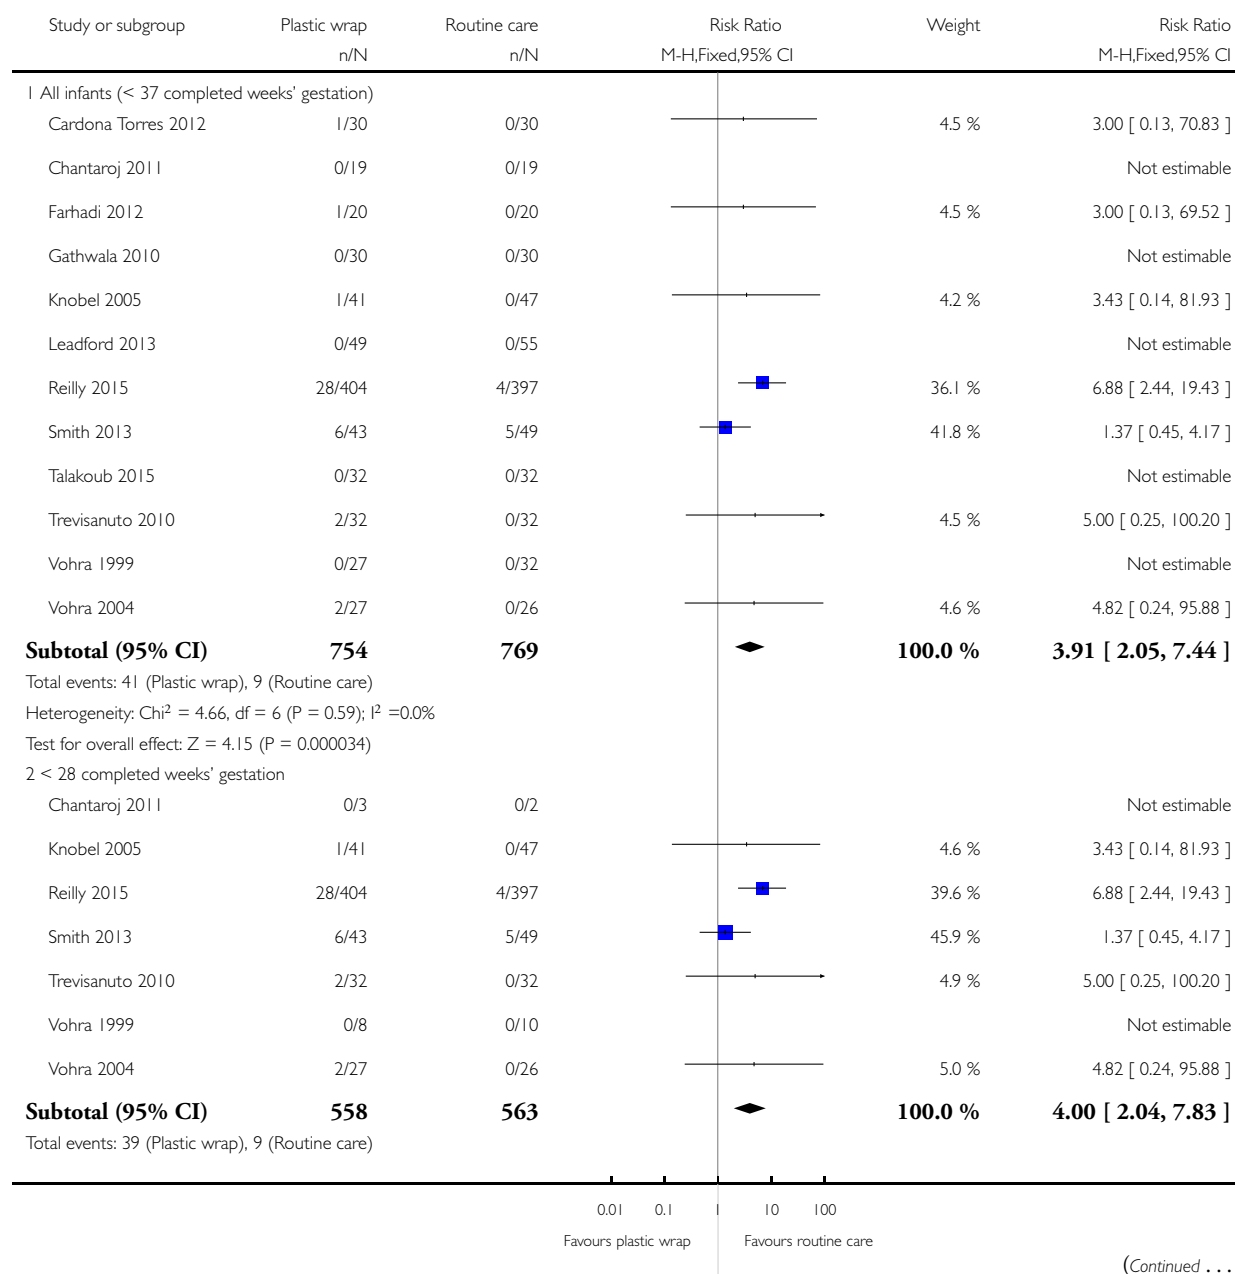 Study or subgroup Plastic wrap Routine care Risk Ratio Weight Risk Ratio
n/N n/N M-H,Fixed,95% CI M-H,Fixed,95% CI
1 All infants (< 37 completed weeks' gestation)
Cardona Torres 2012 1/30 0/30 4.5 % 3.00 [ 0.13, 70.83 ]
Chantaroj 2011 0/19 0/19 Not estimable
Farhadi 2012 1/20 0/20 4.5 % 3.00 [ 0.13, 69.52 ]
Gathwala 2010 0/30 0/30 Not estimable
Knobel 2005 1/41 0/47 4.2 % 3.43 [ 0.14, 81.93 ]
Leadford 2013 0/49 0/55 Not estimable
Reilly 2015 28/404 4/397 36.1 % 6.88 [ 2.44, 19.43 ]
Smith 2013 6/43 5/49 41.8 % 1.37 [ 0.45, 4.17 ]
Talakoub 2015 0/32 0/32 Not estimable
Trevisanuto 2010 2/32 0/32 4.5 % 5.00 [ 0.25, 100.20 ]
Vohra 1999 0/27 0/32 Not estimable
Vohra 2004 2/27 0/26 4.6 % 4.82 [ 0.24, 95.88 ]
Subtotal (95% CI) 754 769 100.0 % 3.91 [ 2.05, 7.44 ]
Total events: 41 (Plastic wrap), 9 (Routine care)
Heterogeneity: Chi² = 4.66, df = 6 (P = 0.59); I² =0.0%
Test for overall effect: Z = 4.15 (P = 0.000034)
2 < 28 completed weeks' gestation
Chantaroj 2011 0/3 0/2 Not estimable
Knobel 2005 1/41 0/47 4.6 % 3.43 [ 0.14, 81.93 ]
Reilly 2015 28/404 4/397 39.6 % 6.88 [ 2.44, 19.43 ]
Smith 2013 6/43 5/49 45.9 % 1.37 [ 0.45, 4.17 ]
Trevisanuto 2010 2/32 0/32 4.9 % 5.00 [ 0.25, 100.20 ]
Vohra 1999 0/8 0/10 Not estimable
Vohra 2004 2/27 0/26 5.0 % 4.82 [ 0.24, 95.88 ]
Subtotal (95% CI) 558 563 100.0 % 4.00 [ 2.04, 7.83 ]
Total events: 39 (Plastic wrap), 9 (Routine care)
0.01 0.1 1 10 100
Favours plastic wrap Favours routine care
(Continued . . .